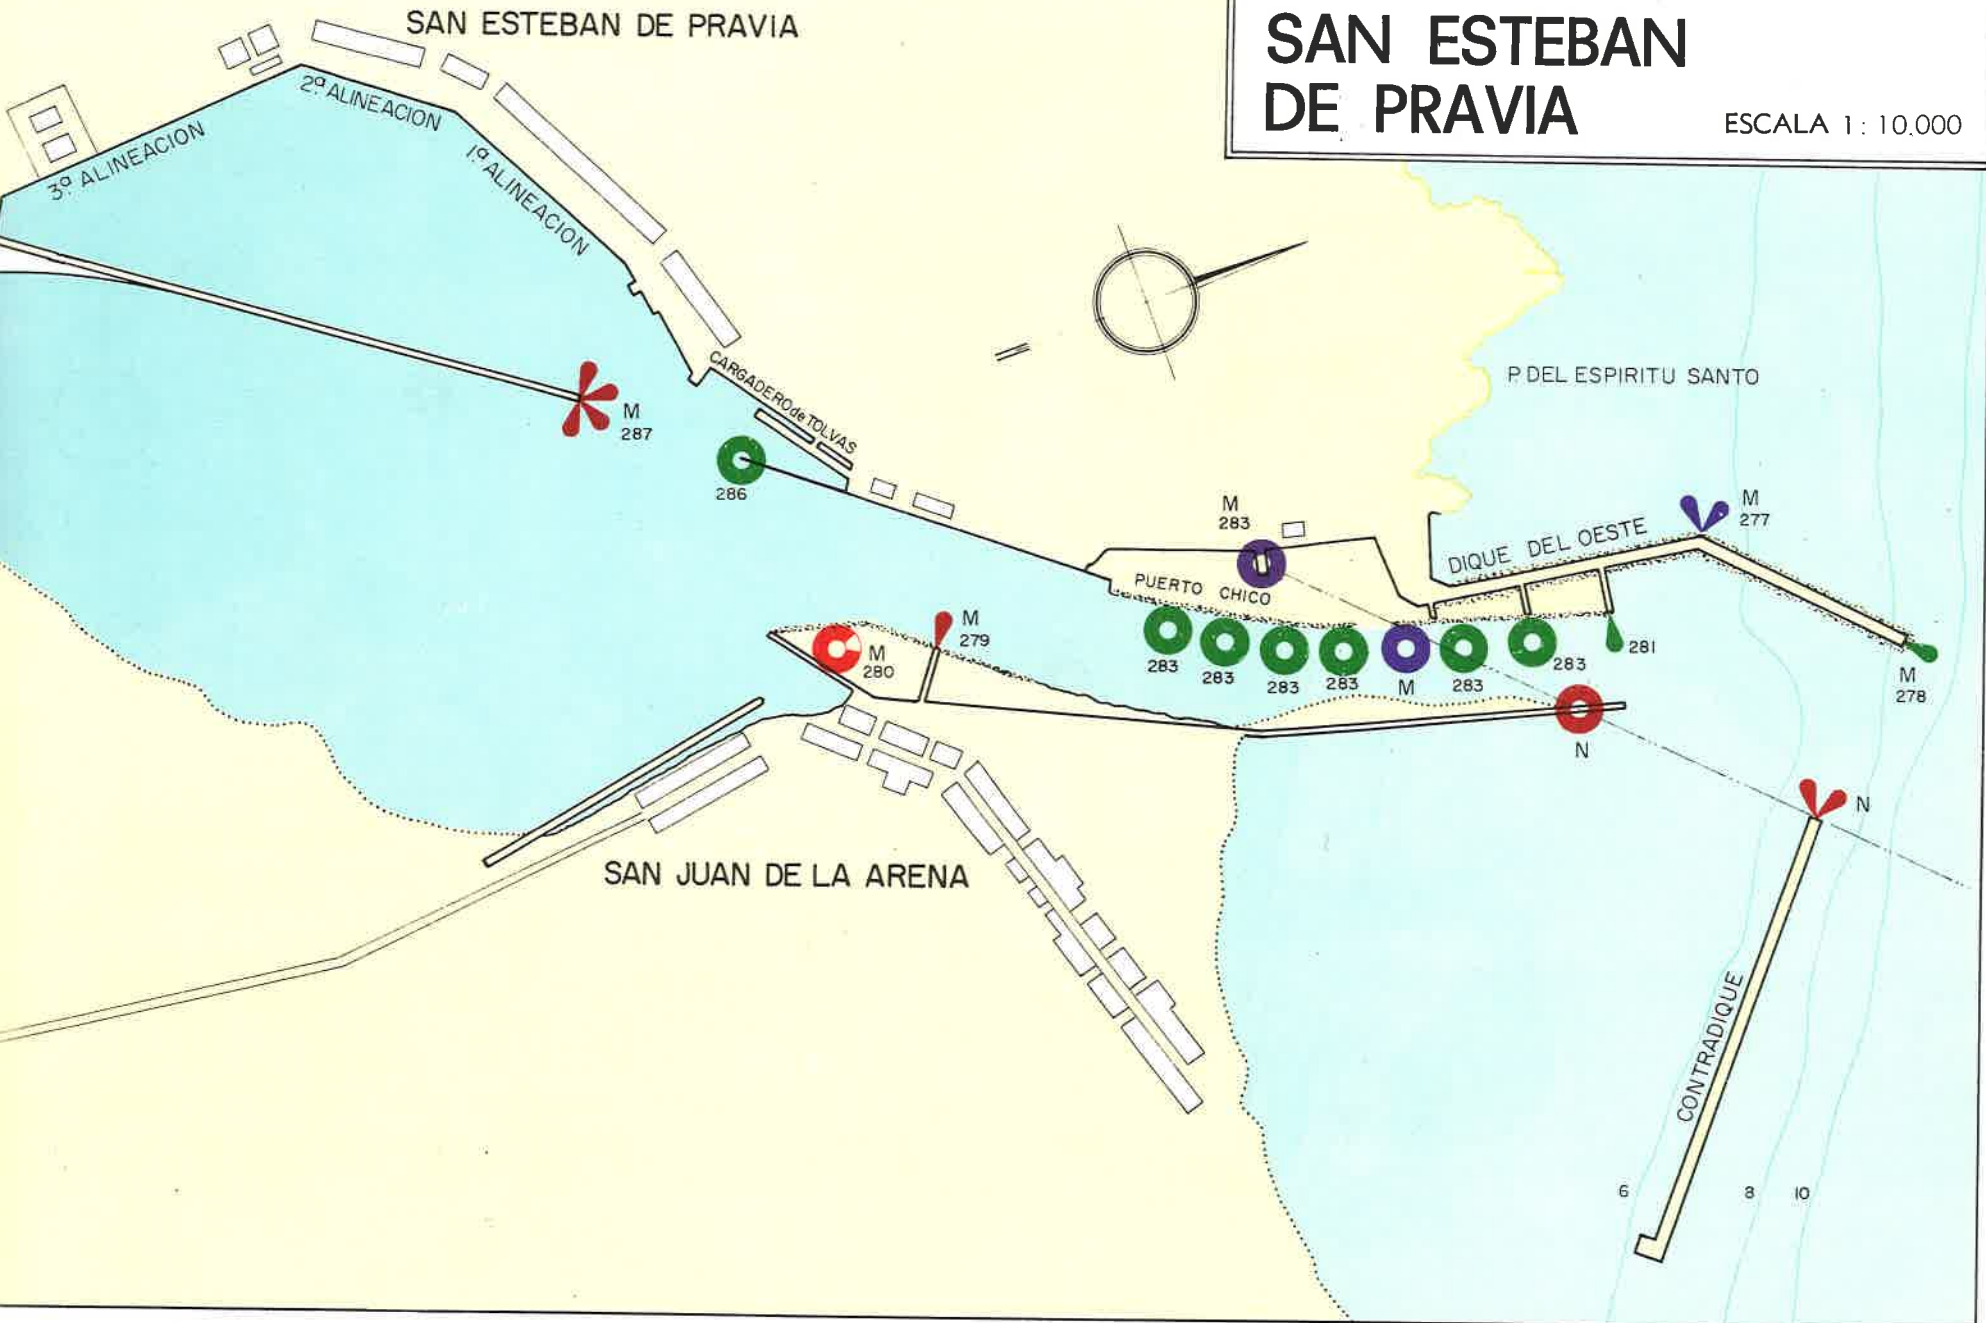 SAN ESTEBAN DE PRAVIA
SAN ESTEBAN
DE PRAVIA
ESCALA 1: 10.000
2ª ALINEACION
3ª ALINEACION
1ª ALINEACION
P. DEL ESPIRITU SANTO
CARGADERO de TOLVAS
M
287
286
M
283
M
277
DIQUE DEL OESTE
PUERTO CHICO
M
279
M
280
283
283
283
283
M
283
283
281
M
278
N
N
SAN JUAN DE LA ARENA
CONTRADIQUE
6
8
10